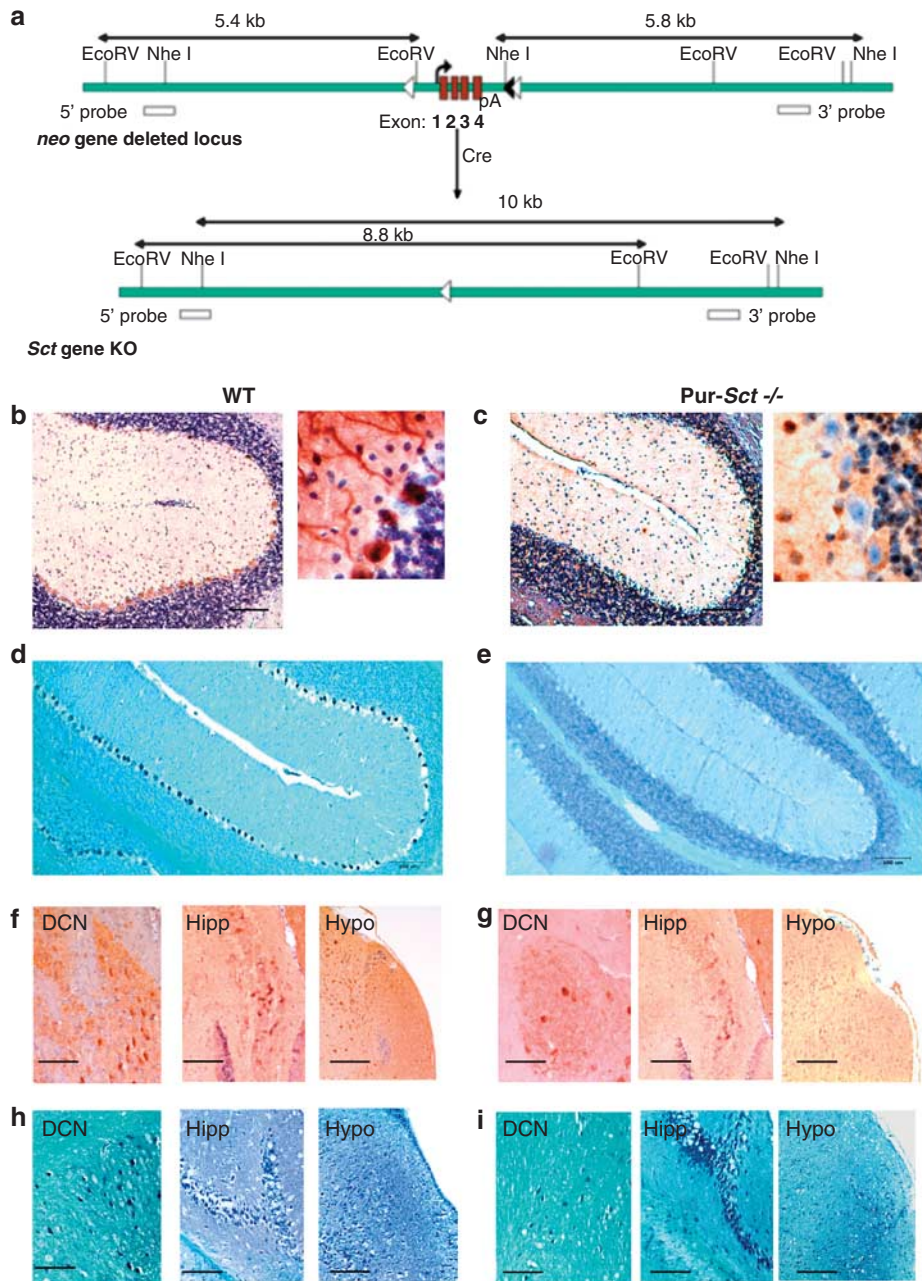 a
5.4 kb
5.8 kb
EcoRV Nhe I EcoRV Nhe I EcoRV EcoRV Nhe I
pA
5' probe 3' probe
Exon: 1 2 3 4
neo gene deleted locus
Cre
10 kb
8.8 kb
EcoRV Nhe I EcoRV EcoRV Nhe I
5' probe 3' probe
Sct gene KO
WT Pur-Sct -/-
b c
d e
f DCN Hipp Hypo g DCN Hipp Hypo
h DCN Hipp Hypo i DCN Hipp Hypo